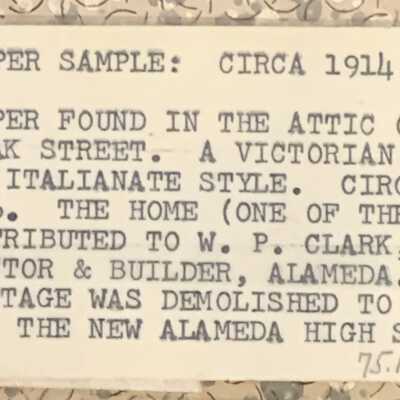 PER SAMPLE: CIRCA 1914
PER FOUND IN THE ATTIC
AK STREET. A VICTORIAN
ITALIANATE STYLE. CIRC
. THE HOME (ONE OF THE
TRIBUTED TO W. P. CLARK,
TOR & BUILDER, ALAMEDA.
TAGE WAS DEMOLISHED TO
THE NEW ALAMEDA HIGH S
75.